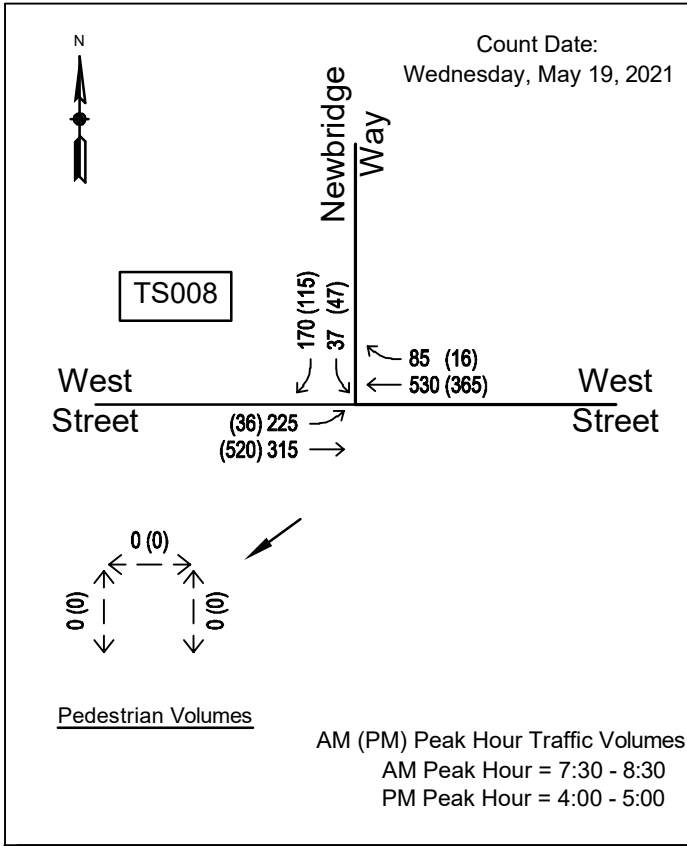 N
Count Date:
Wednesday, May 19, 2021
Newbridge
Way
TS008
170 (115)
37 (47)
85 (16)
530 (365)
West
Street
West
Street
(36) 225
(520) 315
0 (0)
0 (0)
0 (0)
Pedestrian Volumes
AM (PM) Peak Hour Traffic Volumes
AM Peak Hour = 7:30 - 8:30
PM Peak Hour = 4:00 - 5:00